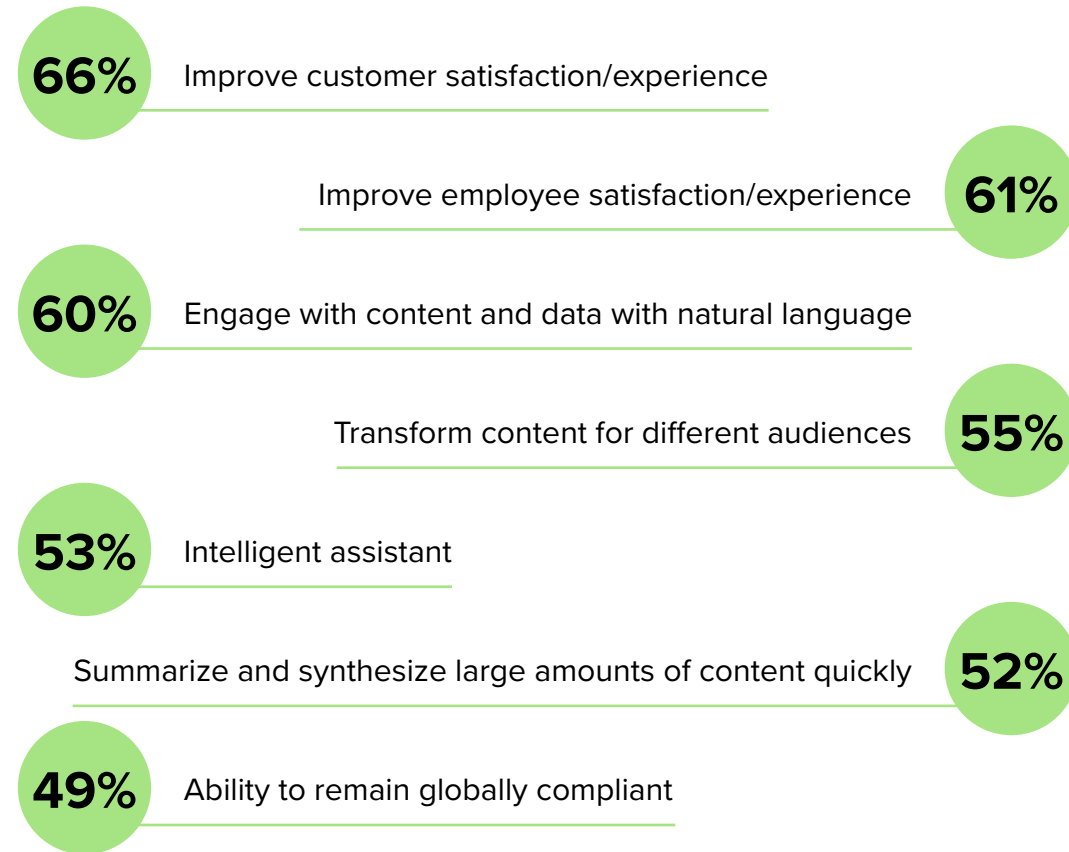 66% Improve customer satisfaction/experience
Improve employee satisfaction/experience 61%
60% Engage with content and data with natural language
Transform content for different audiences 55%
53% Intelligent assistant
Summarize and synthesize large amounts of content quickly 52%
49% Ability to remain globally compliant